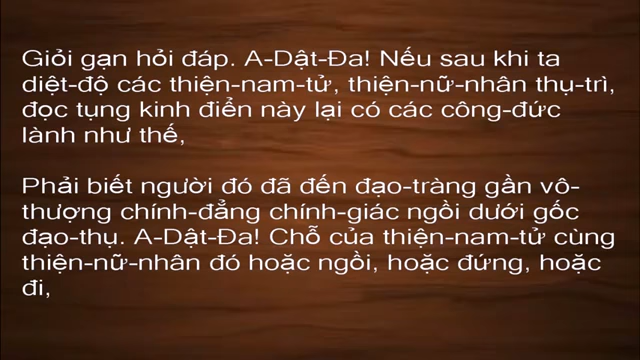 Giỏi gạn hỏi đáp. A-Dật-Đa! Nếu sau khi ta
diệt-độ các thiện-nam-tử, thiện-nữ-nhân thụ-trì,
đọc tụng kinh điển này lại có các công-đức
lành như thế,
Phải biết người đó đã đến đạo-tràng gần vô-
thượng chính-đẳng chính-giác ngồi dưới gốc
đạo-thụ. A-Dật-Đa! Chỗ của thiện-nam-tử cùng
thiện-nữ-nhân đó hoặc ngồi, hoặc đứng, hoặc
đi,